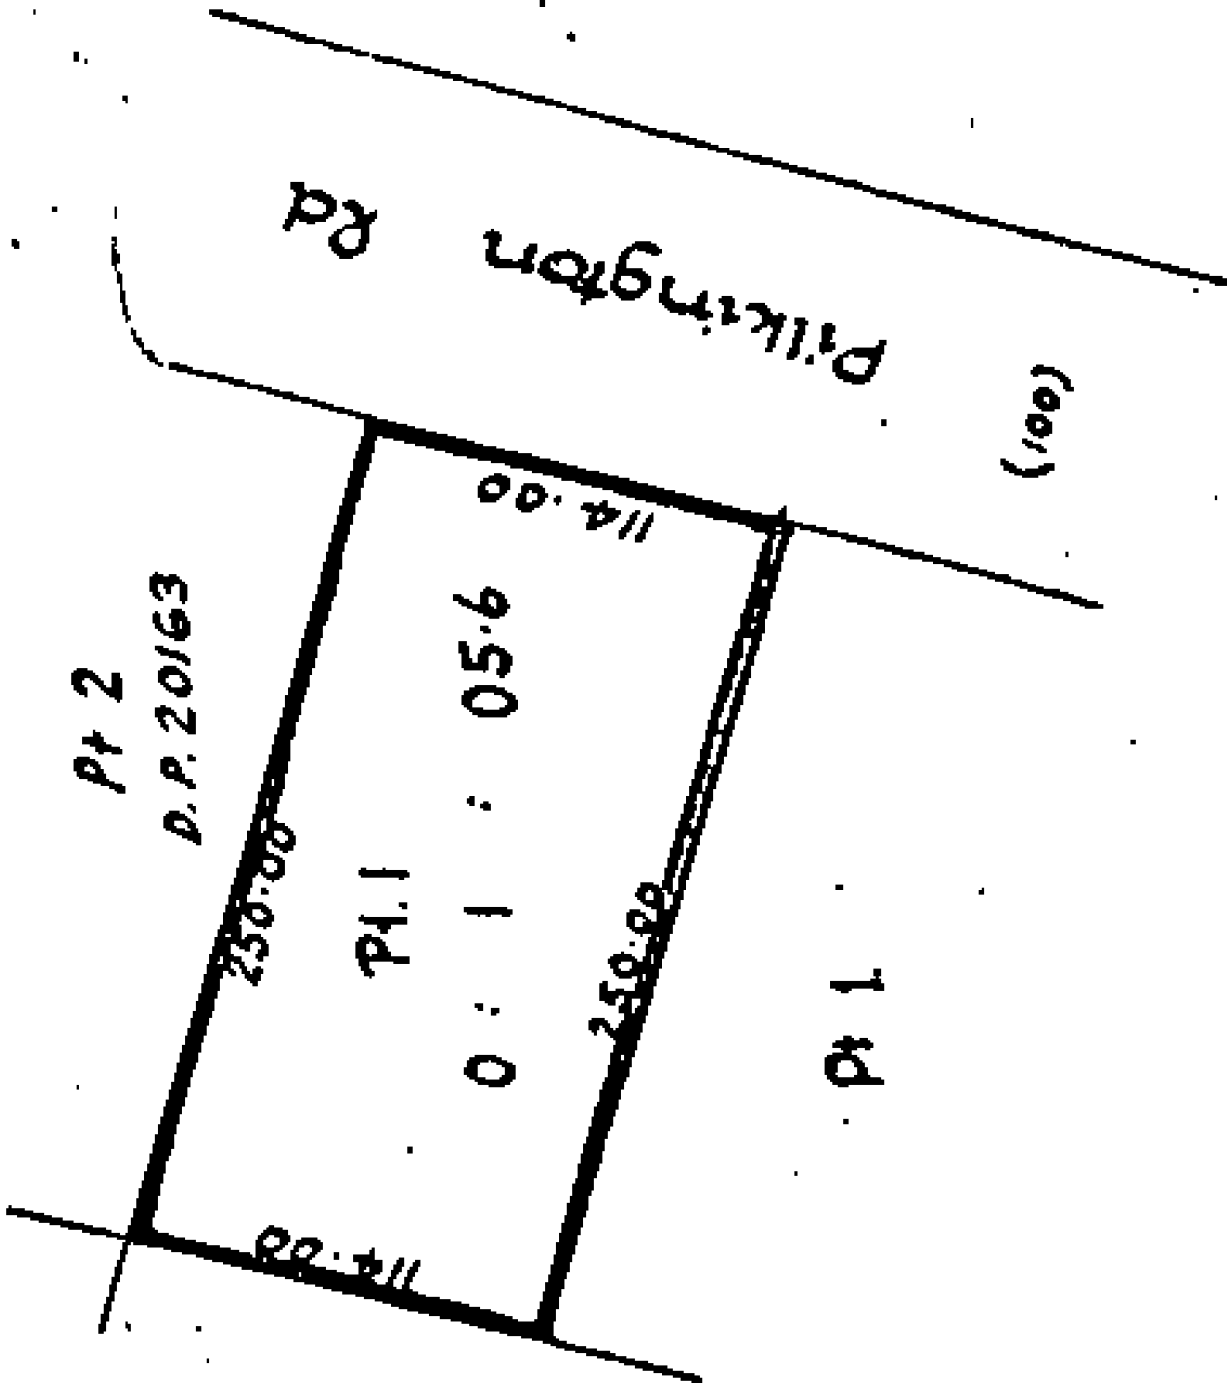 Pilkington Rd
(100)
114.00
Pt 2
D.P. 20163
250.00
Pt. 1
0 : 1 : 05.6
250.00
Pt 1
114.00